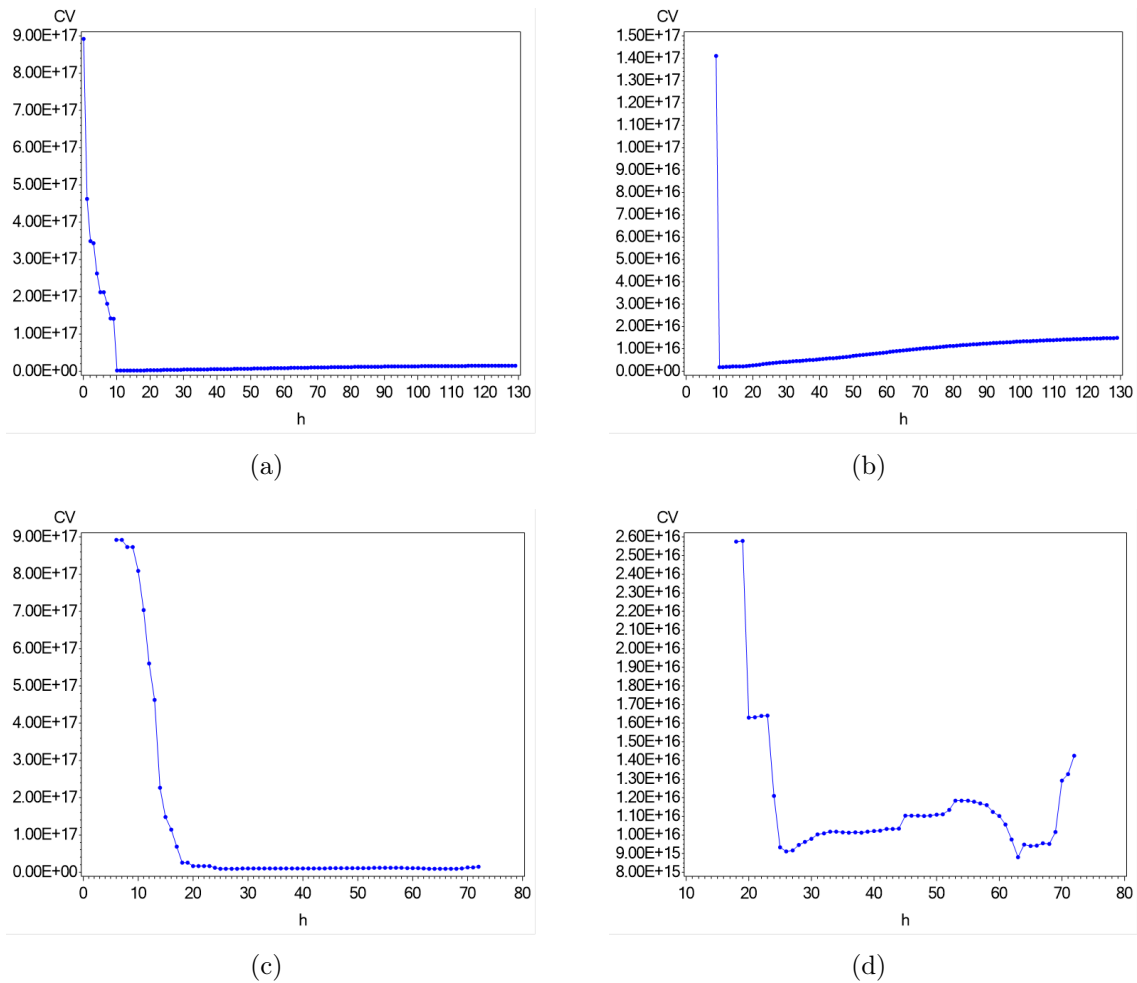 CV
9.00E+17
8.00E+17
7.00E+17
6.00E+17
5.00E+17
4.00E+17
3.00E+17
2.00E+17
1.00E+17
0.00E+00
0 10 20 30 40 50 60 70 80 90 100 110 120 130
h
(a)
CV
1.50E+17
1.40E+17
1.30E+17
1.20E+17
1.10E+17
1.00E+17
9.00E+16
8.00E+16
7.00E+16
6.00E+16
5.00E+16
4.00E+16
3.00E+16
2.00E+16
1.00E+16
0.00E+00
0 10 20 30 40 50 60 70 80 90 100 110 120 130
h
(b)
CV
9.00E+17
8.00E+17
7.00E+17
6.00E+17
5.00E+17
4.00E+17
3.00E+17
2.00E+17
1.00E+17
0.00E+00
0 10 20 30 40 50 60 70 80
h
(c)
CV
2.60E+16
2.50E+16
2.40E+16
2.30E+16
2.20E+16
2.10E+16
2.00E+16
1.90E+16
1.80E+16
1.70E+16
1.60E+16
1.50E+16
1.40E+16
1.30E+16
1.20E+16
1.10E+16
1.00E+16
9.00E+15
8.00E+15
10 20 30 40 50 60 70 80
h
(d)